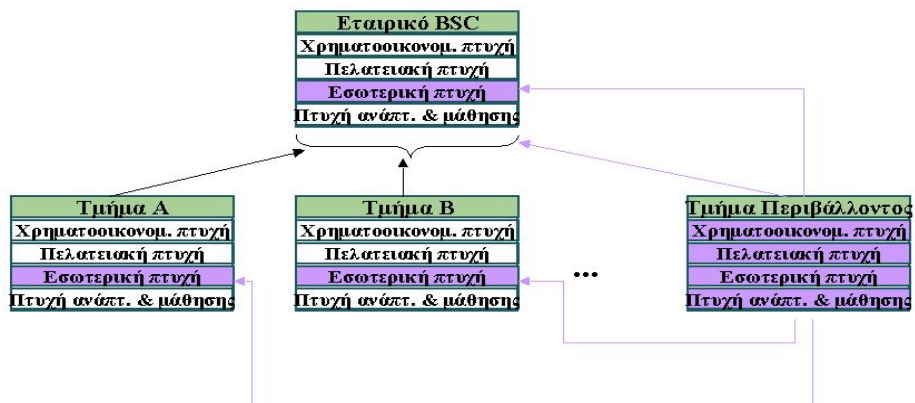 Εταιρικό BSC
Χρηματοοικονομ. πτυχή
Πελατειακή πτυχή
Εσωτερική πτυχή
Πτυχή ανάπτ. & μάθησης
Τμήμα Α
Χρηματοοικονομ. πτυχή
Πελατειακή πτυχή
Εσωτερική πτυχή
Πτυχή ανάπτ. & μάθησης
Τμήμα Β
Χρηματοοικονομ. πτυχή
Πελατειακή πτυχή
Εσωτερική πτυχή
Πτυχή ανάπτ. & μάθησης
...
Τμήμα Περιβάλλοντος
Χρηματοοικονομ. πτυχή
Πελατειακή πτυχή
Εσωτερική πτυχή
Πτυχή ανάπτ. & μάθησης